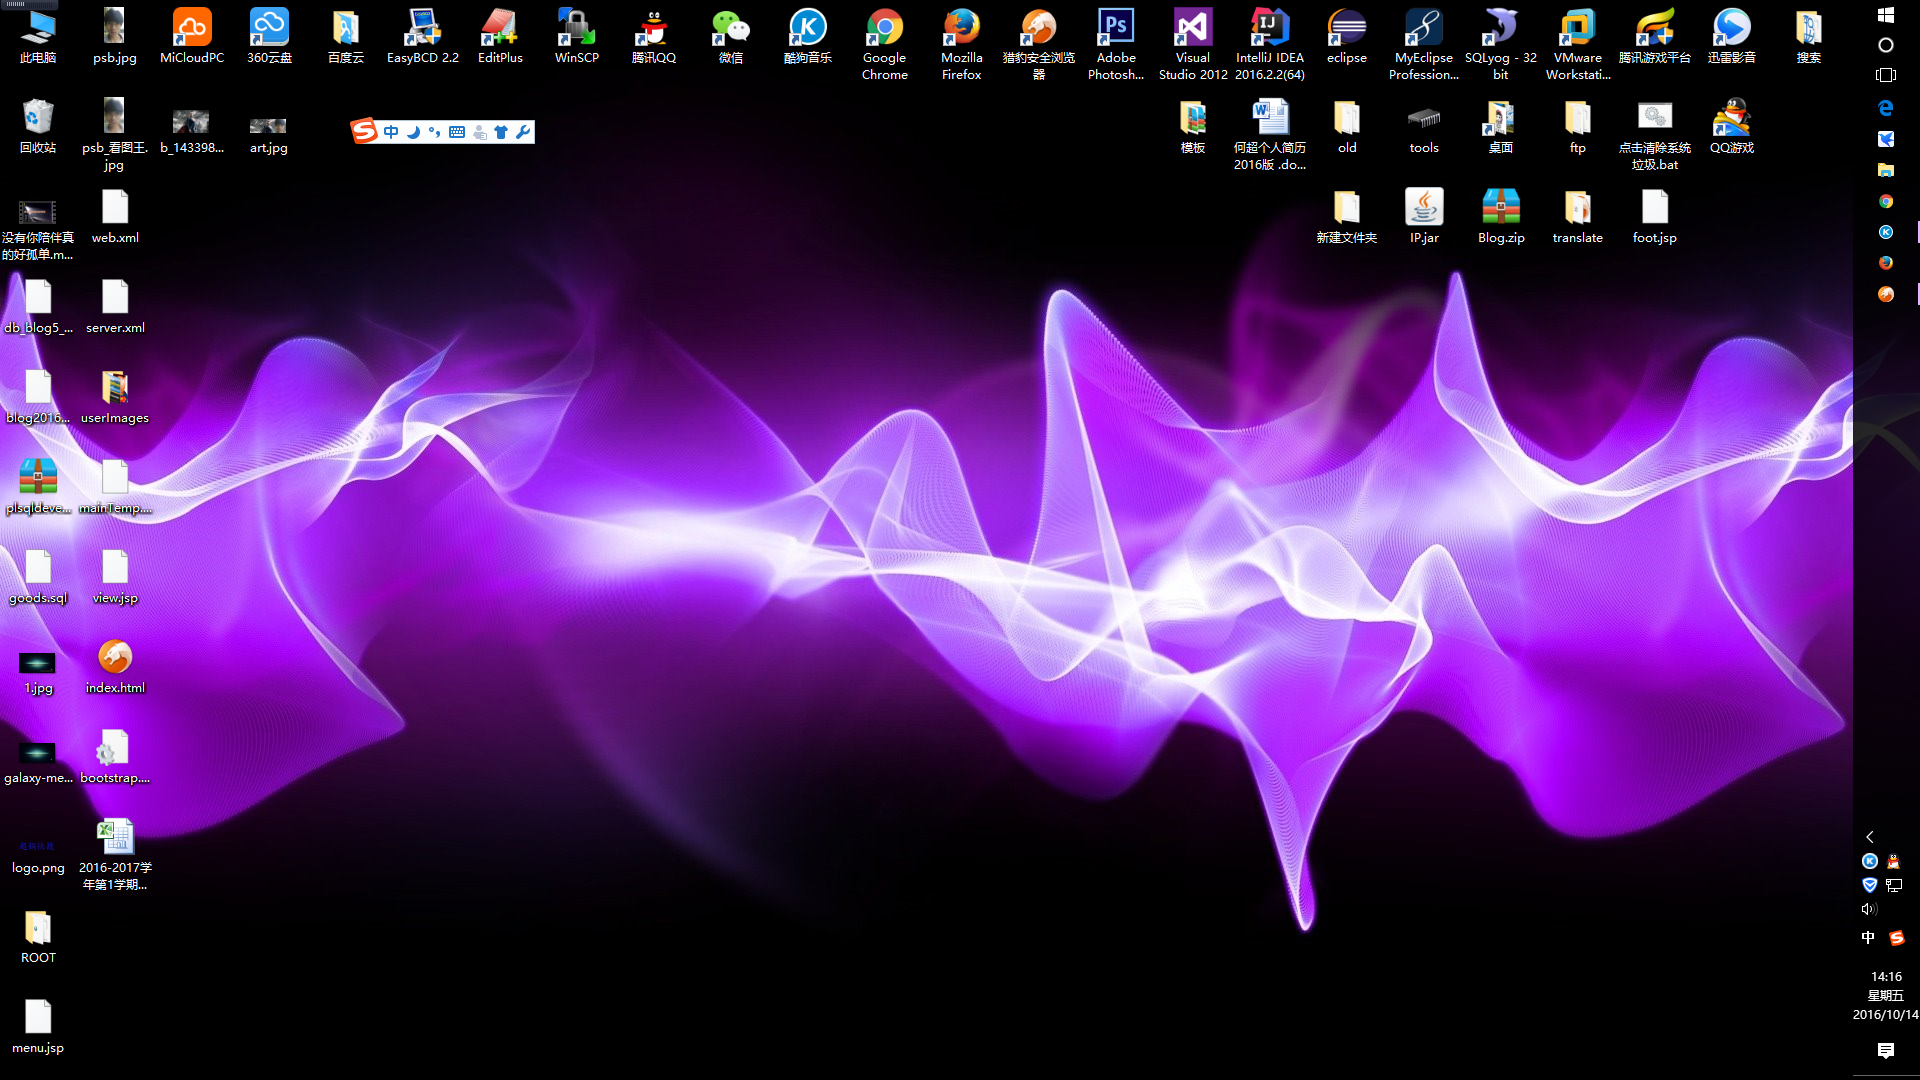 此电脑
psb.jpg
MiCloudPC
360云盘
百度云
EasyBCD 2.2
EditPlus
WinSCP
腾讯QQ
微信
酷狗音乐
Google
Chrome
Mozilla
Firefox
猎豹安全浏览
器
Adobe
Photosh...
Visual
Studio 2012
IntelliJ IDEA
2016.2.2(64)
eclipse
MyEclipse
Profession...
SQLyog - 32
bit
VMware
Workstati...
腾讯游戏平台
迅雷影音
搜索
回收站
psb_看图王.
jpg
b_143398...
art.jpg
中
模板
何超个人简历
2016版 .do...
old
tools
桌面
ftp
点击清除系统
垃圾.bat
QQ游戏
没有你陪伴真
的好孤单.m...
web.xml
新建文件夹
IP.jar
Blog.zip
translate
foot.jsp
db_blog5_...
server.xml
blog2016...
userImages
plsqldeve...
mainTemp....
goods.sql
view.jsp
1.jpg
index.html
galaxy-me...
bootstrap....
logo.png
2016-2017学
年第1学期...
ROOT
menu.jsp
中
14:16
星期五
2016/10/14